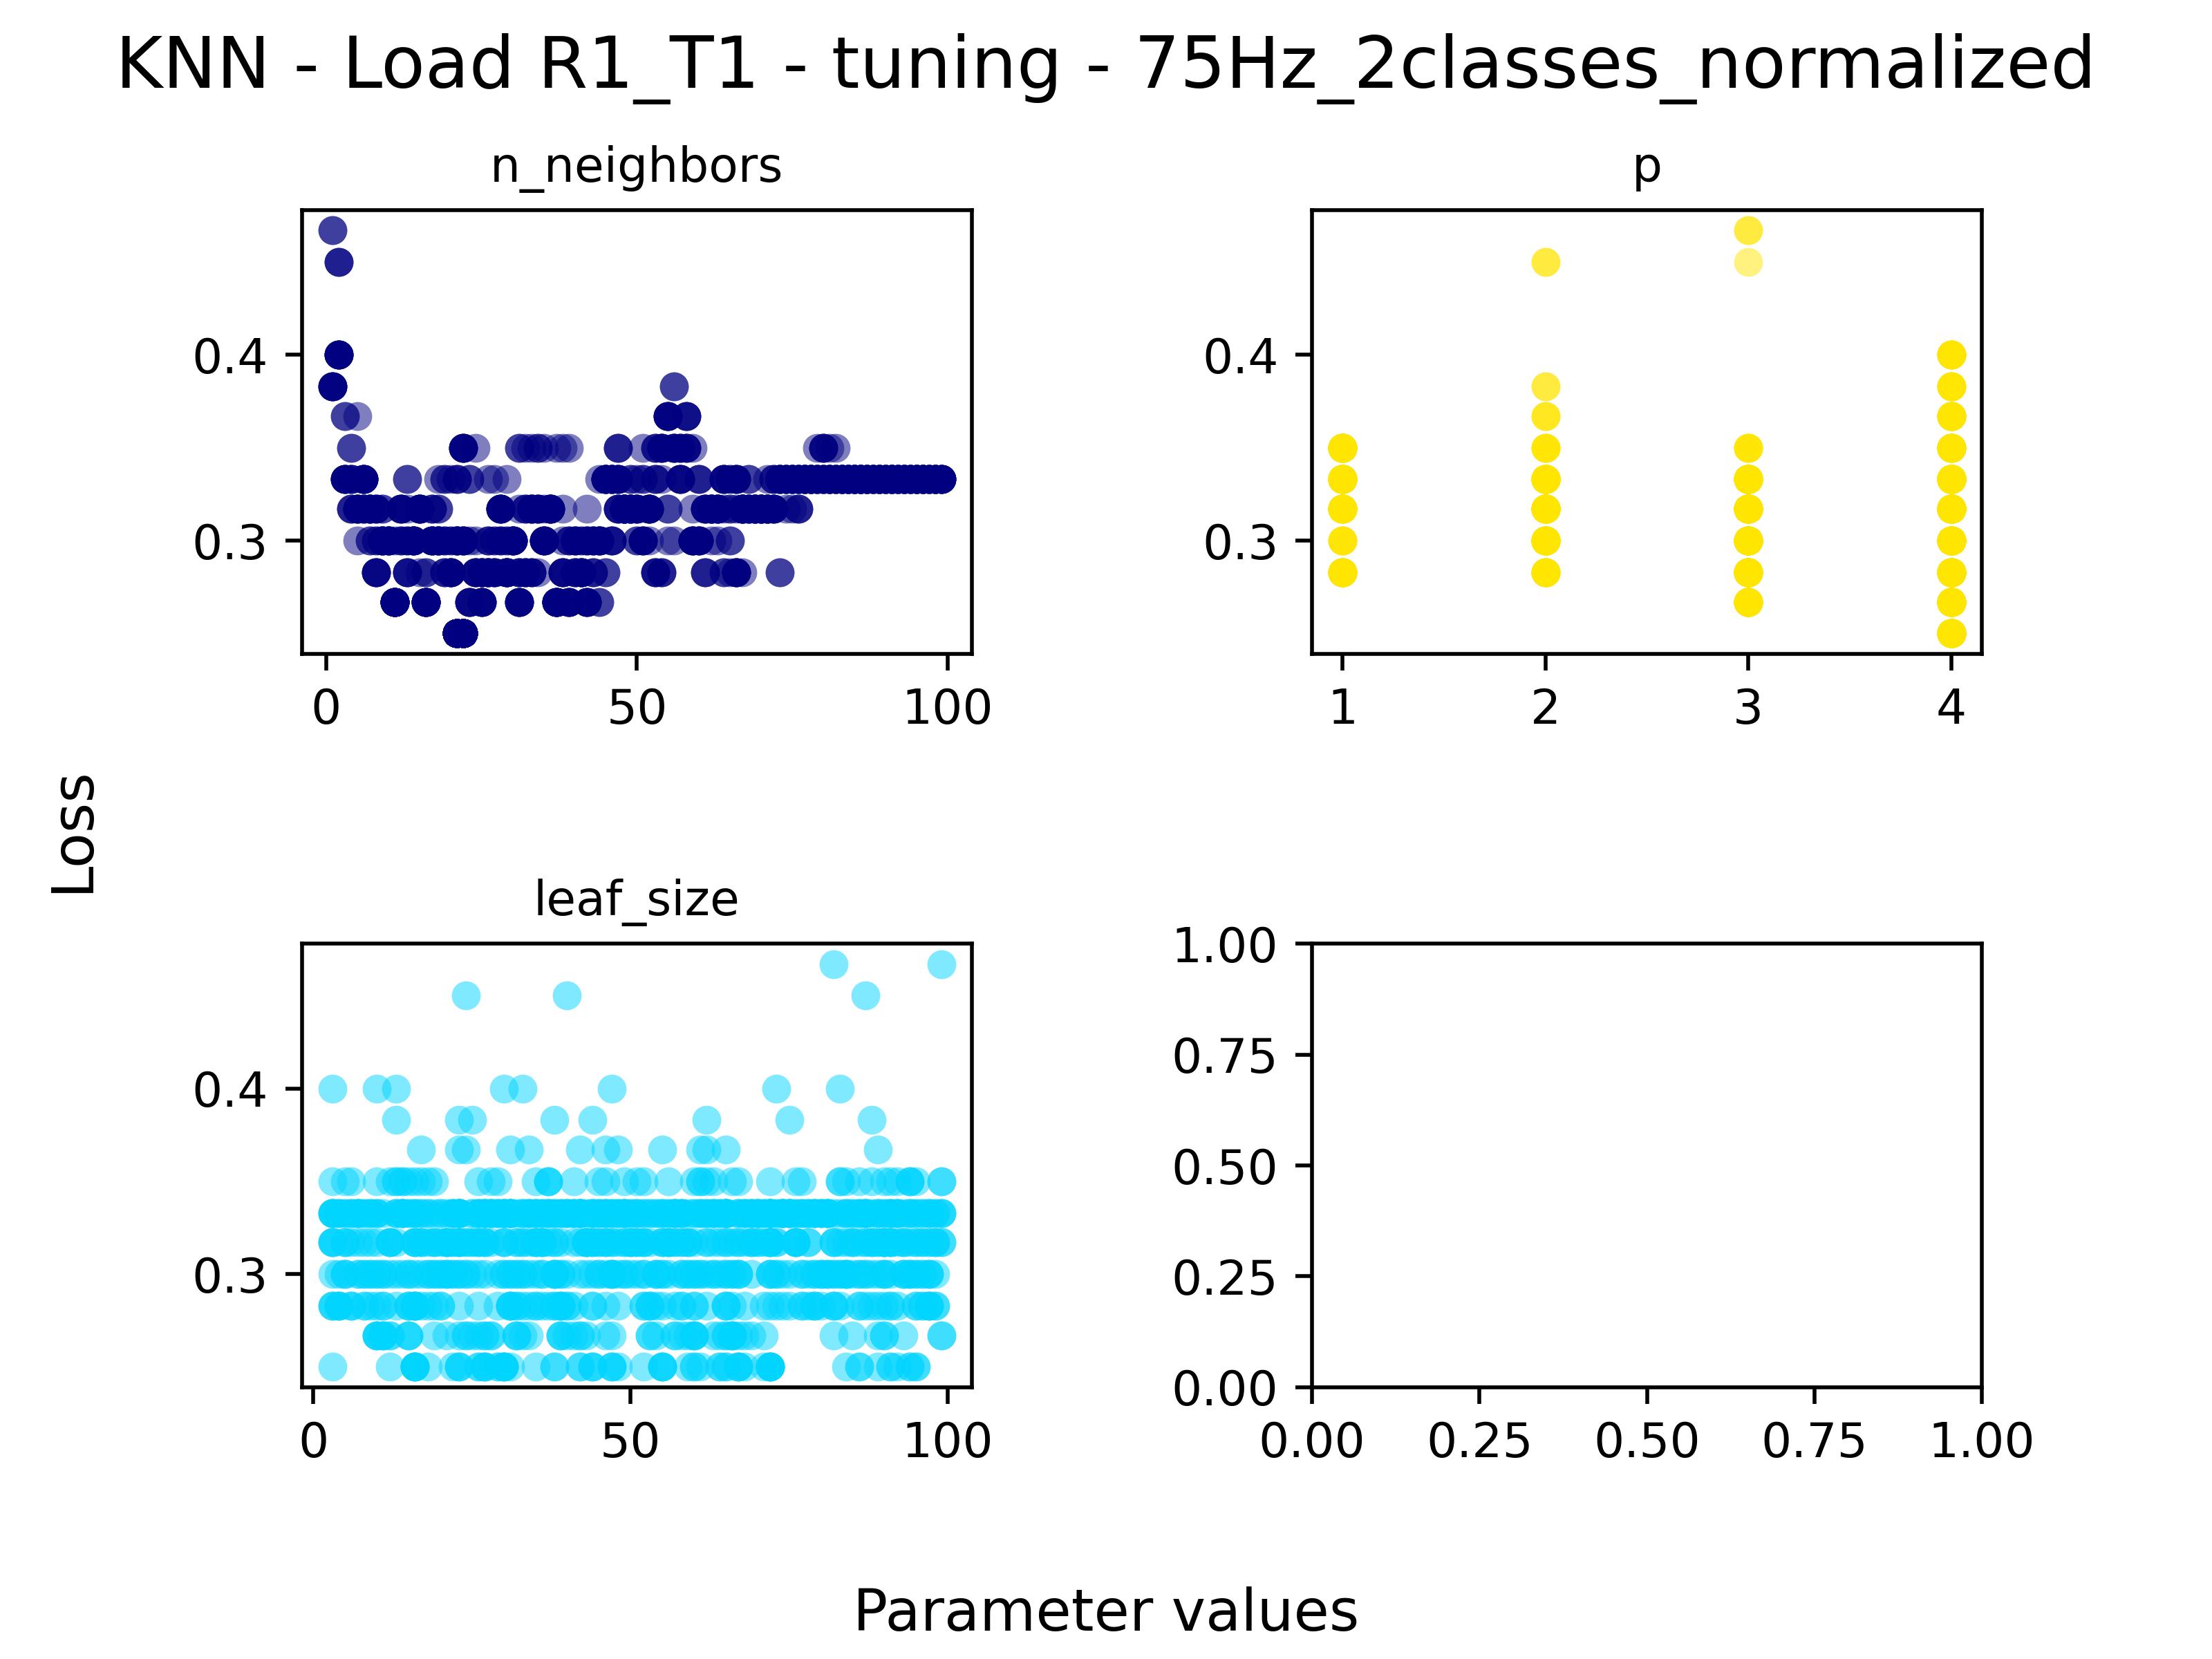 KNN - Load R1_T1 - tuning - 75Hz_2classes_normalized
n_neighbors
0.4
0.3
0 50 100
p
0.4
0.3
1 2 3 4
Loss
leaf_size
0.4
0.3
0 50 100
1.00
0.75
0.50
0.25
0.00
0.00 0.25 0.50 0.75 1.00
Parameter values